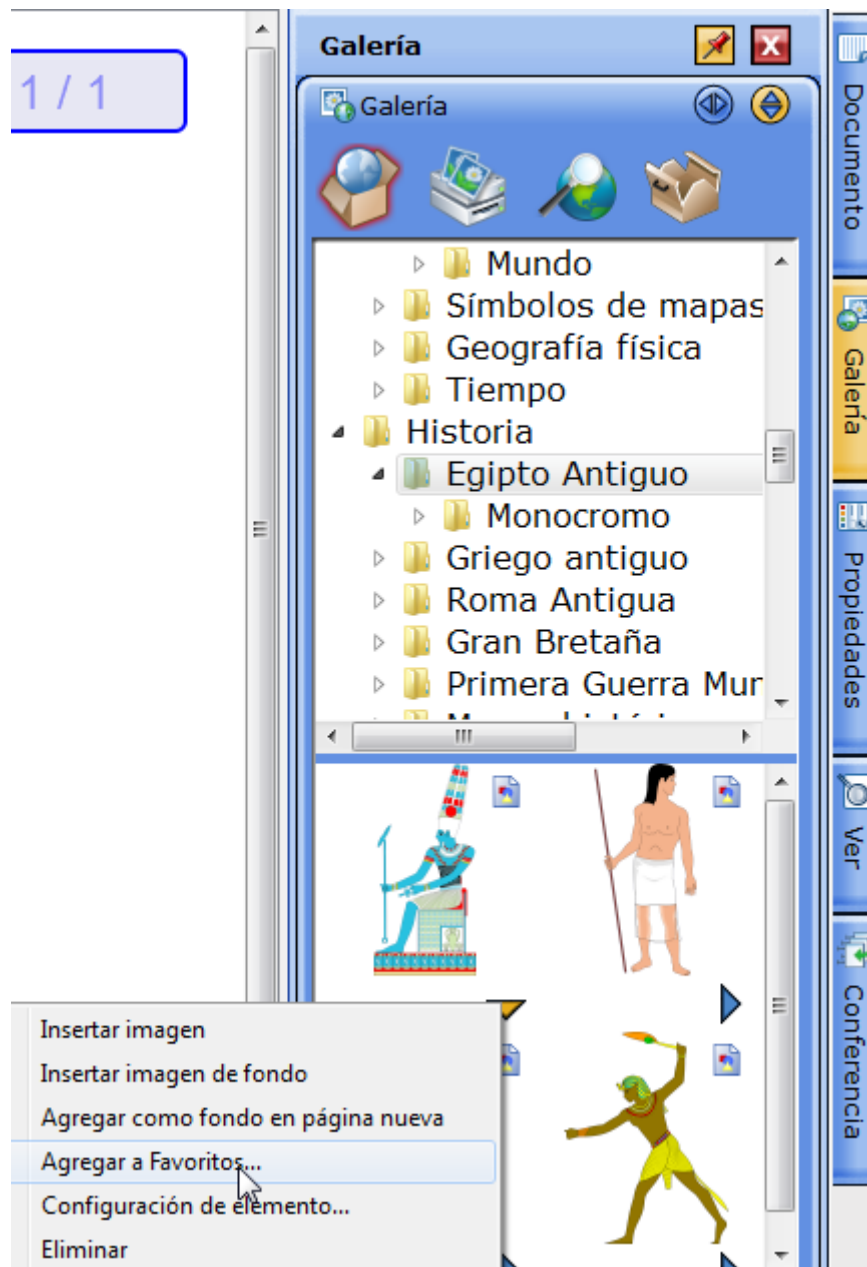 1 / 1
Galería
Galería
Mundo
Símbolos de mapas
Geografía física
Tiempo
Historia
Egipto Antiguo
Monocromo
Griego antiguo
Roma Antigua
Gran Bretaña
Primera Guerra Mun
Insertar imagen
Insertar imagen de fondo
Agregar como fondo en página nueva
Agregar a Favoritos...
Configuración de elemento...
Eliminar
Documento
Galería
Propiedades
Ver
Conferencia